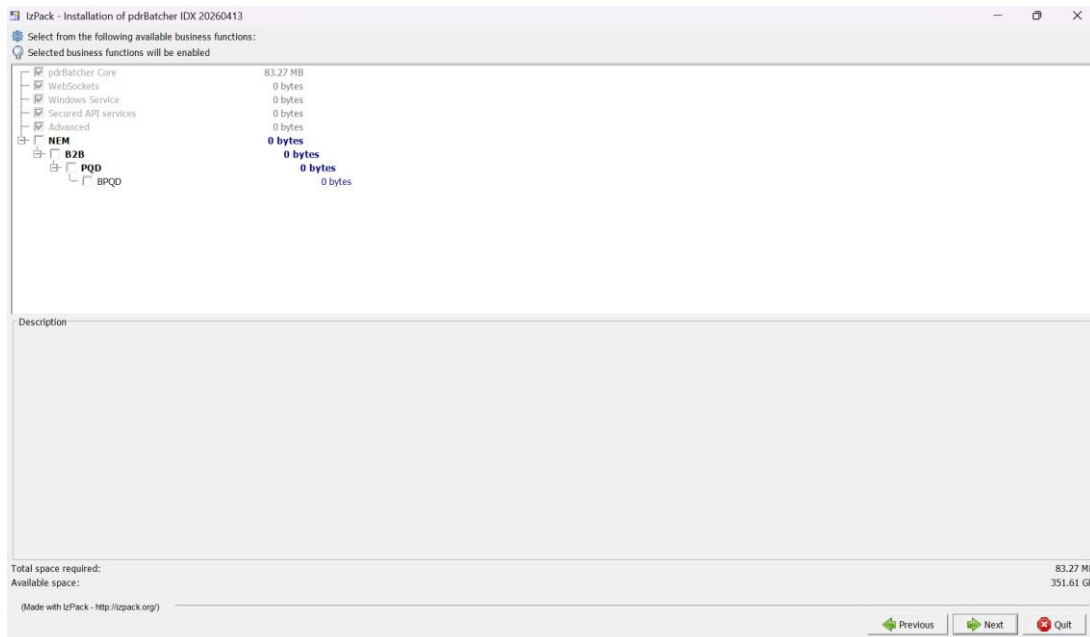 IzPack - Installation of pdrBatcher IDX 20260413
Select from the following available business functions:
Selected business functions will be enabled
pdrBatcher Core 83.27 MB
WebSockets 0 bytes
Windows Service 0 bytes
Secured API services 0 bytes
Advanced 0 bytes
NEM 0 bytes
B2B 0 bytes
PQD 0 bytes
BPQD 0 bytes
Description
Total space required: 83.27 M
Available space: 351.61 G
(Made with IzPack - http://izpack.org/)
Previous Next Quit